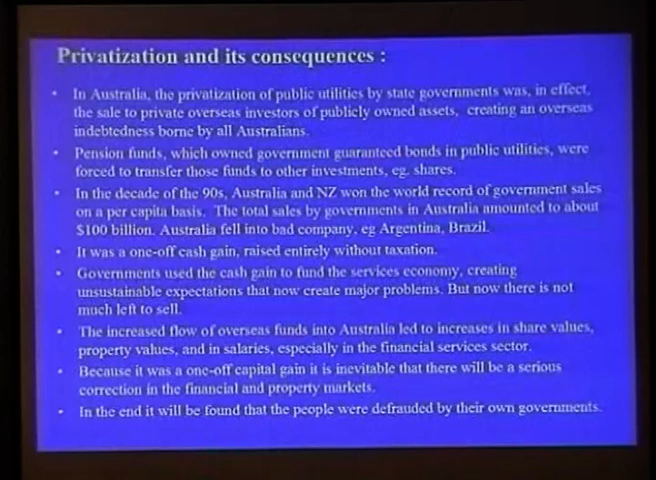 Privatization and its consequences :
• In Australia, the privatization of public utilities by state governments was, in effect,
the sale to private overseas investors of publicly owned assets, creating an overseas
indebtedness borne by all Australians.
• Pension funds, which owned government guaranteed bonds in public utilities, were
forced to transfer those funds to other investments, eg. shares.
• In the decade of the 90s, Australia and NZ won the world record of government sales
on a per capita basis. The total sales by governments in Australia amounted to about
$100 billion. Australia fell into bad company, eg Argentina, Brazil.
• It was a one-off cash gain, raised entirely without taxation.
• Governments used the cash gain to fund the services economy, creating
unsustainable expectations that now create major problems. But now there is not
much left to sell.
• The increased flow of overseas funds into Australia led to increases in share values,
property values, and in salaries, especially in the financial services sector.
• Because it was a one-off capital gain it is inevitable that there will be a serious
correction in the financial and property markets.
• In the end it will be found that the people were defrauded by their own governments.